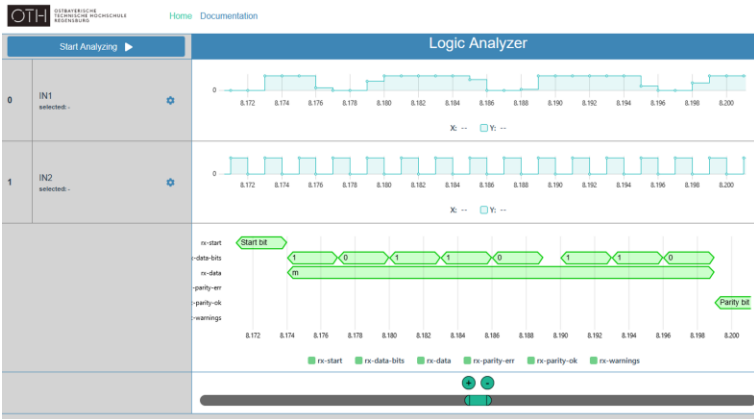 OTH OSTBAYERISCHE
TECHNISCHE HOCHSCHULE
REGENSBURG
Home Documentation
Start Analyzing
Logic Analyzer
0
IN1
selected:-
0
8.172 8.174 8.176 8.178 8.180 8.182 8.184 8.186 8.188 8.190 8.192 8.194 8.196 8.198 8.200
X: -- Y: --
1
IN2
selected:-
0
8.172 8.174 8.176 8.178 8.180 8.182 8.184 8.186 8.188 8.190 8.192 8.194 8.196 8.198 8.200
X: -- Y: --
rx-start Start bit
x-data-bits 1 0 1 1 0 1 1 0
rx-data m
-parity-err
x-parity-ok Parity bit
x-warnings
8.172 8.174 8.176 8.178 8.180 8.182 8.184 8.186 8.188 8.190 8.192 8.194 8.196 8.198 8.200
rx-start rx-data-bits rx-data rx-parity-err rx-parity-ok rx-warnings
+ -